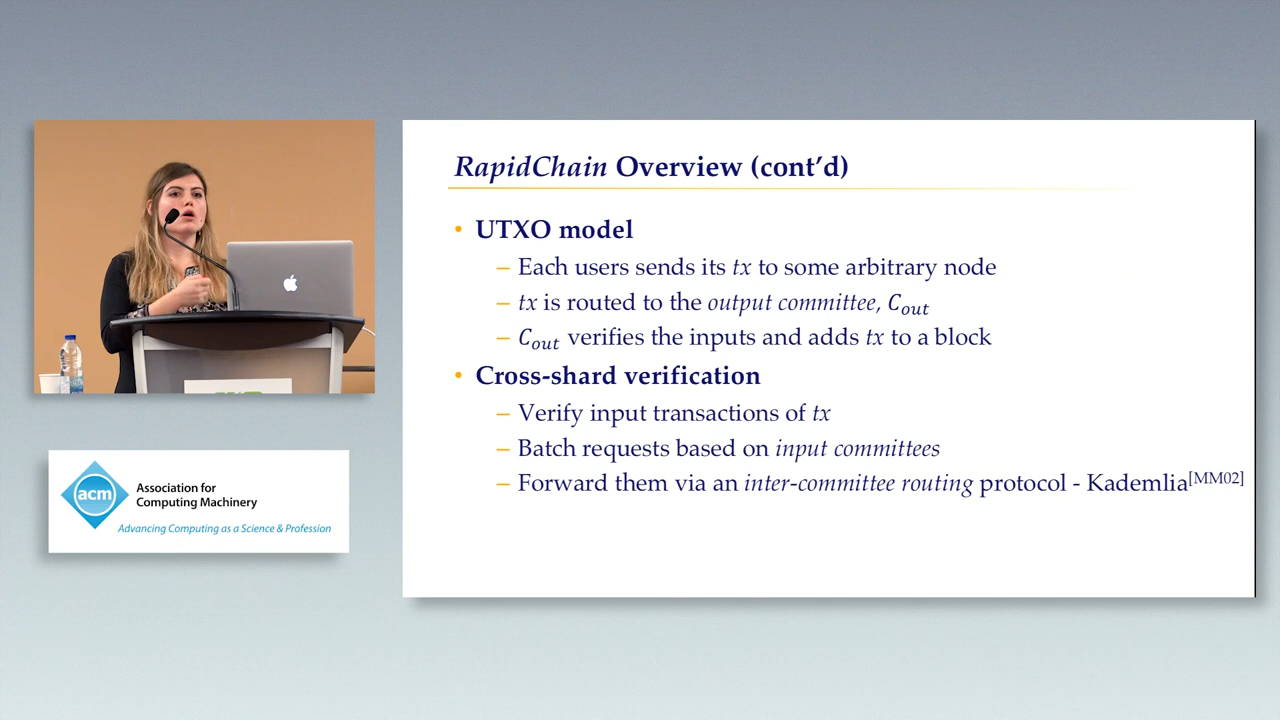 RapidChain Overview (cont’d)
• UTXO model
– Each users sends its tx to some arbitrary node
– tx is routed to the output committee, C_out
– C_out verifies the inputs and adds tx to a block
• Cross-shard verification
– Verify input transactions of tx
– Batch requests based on input committees
– Forward them via an inter-committee routing protocol - Kademlia[MM02]
acm
Association for
Computing Machinery
Advancing Computing as a Science & Profession